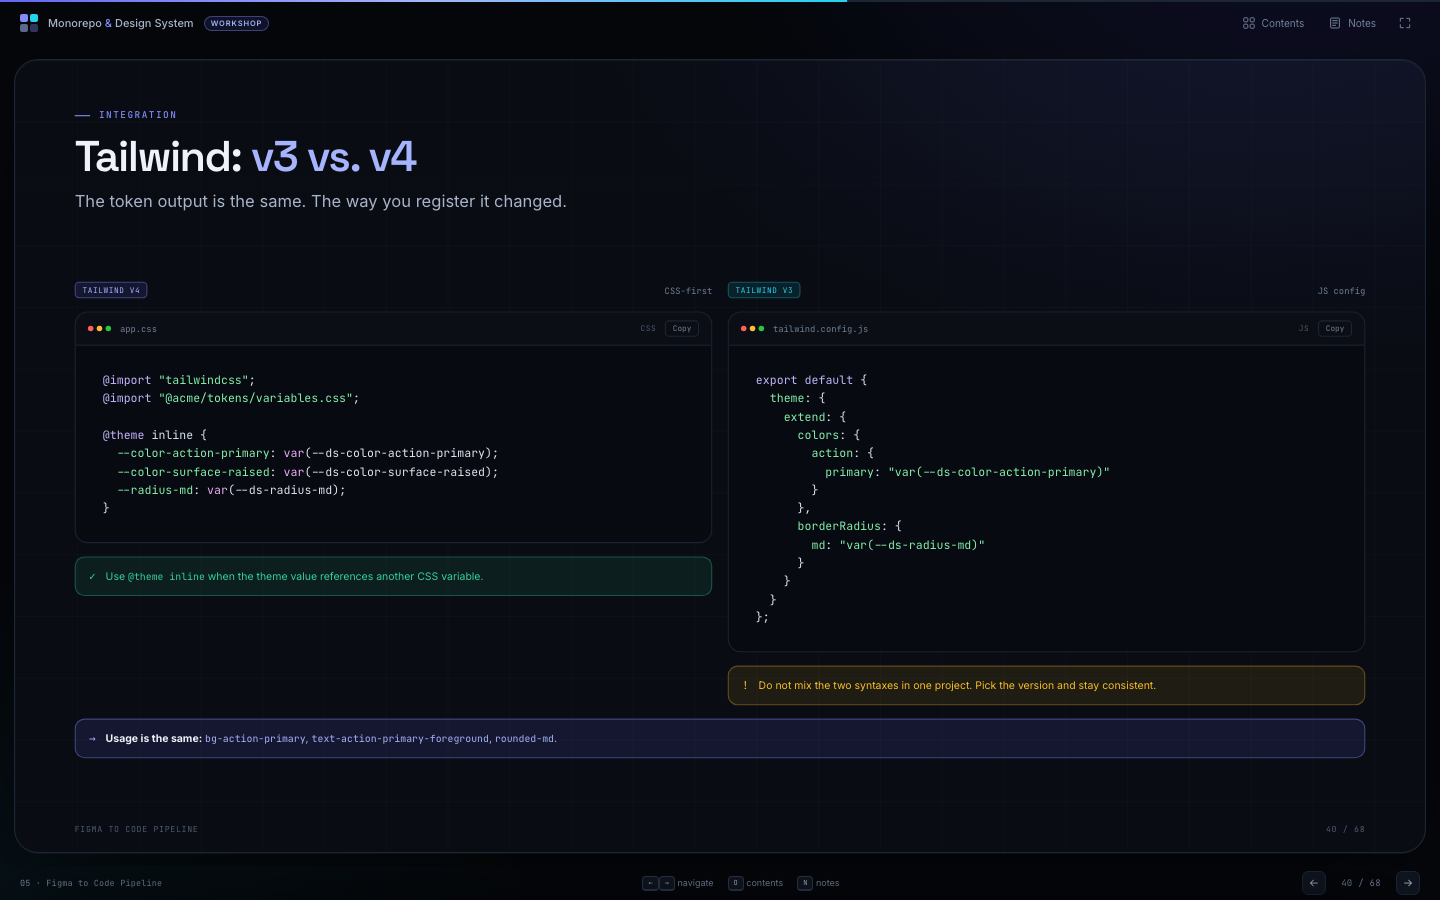 Monorepo & Design System WORKSHOP
Contents Notes
INTEGRATION
Tailwind: v3 vs. v4
The token output is the same. The way you register it changed.
TAILWIND V4 CSS-first
app.css CSS Copy
@import "tailwindcss";
@import "@acme/tokens/variables.css";
@theme inline {
  --color-action-primary: var(--ds-color-action-primary);
  --color-surface-raised: var(--ds-color-surface-raised);
  --radius-md: var(--ds-radius-md);
}
✓ Use @theme inline when the theme value references another CSS variable.
TAILWIND V3 JS config
tailwind.config.js JS Copy
export default {
  theme: {
    extend: {
      colors: {
        action: {
          primary: "var(--ds-color-action-primary)"
        }
      },
      borderRadius: {
        md: "var(--ds-radius-md)"
      }
    }
  }
};
! Do not mix the two syntaxes in one project. Pick the version and stay consistent.
→ Usage is the same: bg-action-primary, text-action-primary-foreground, rounded-md.
FIGMA TO CODE PIPELINE 40 / 68
05 · Figma to Code Pipeline ← → navigate O contents N notes ← 40 / 68 →